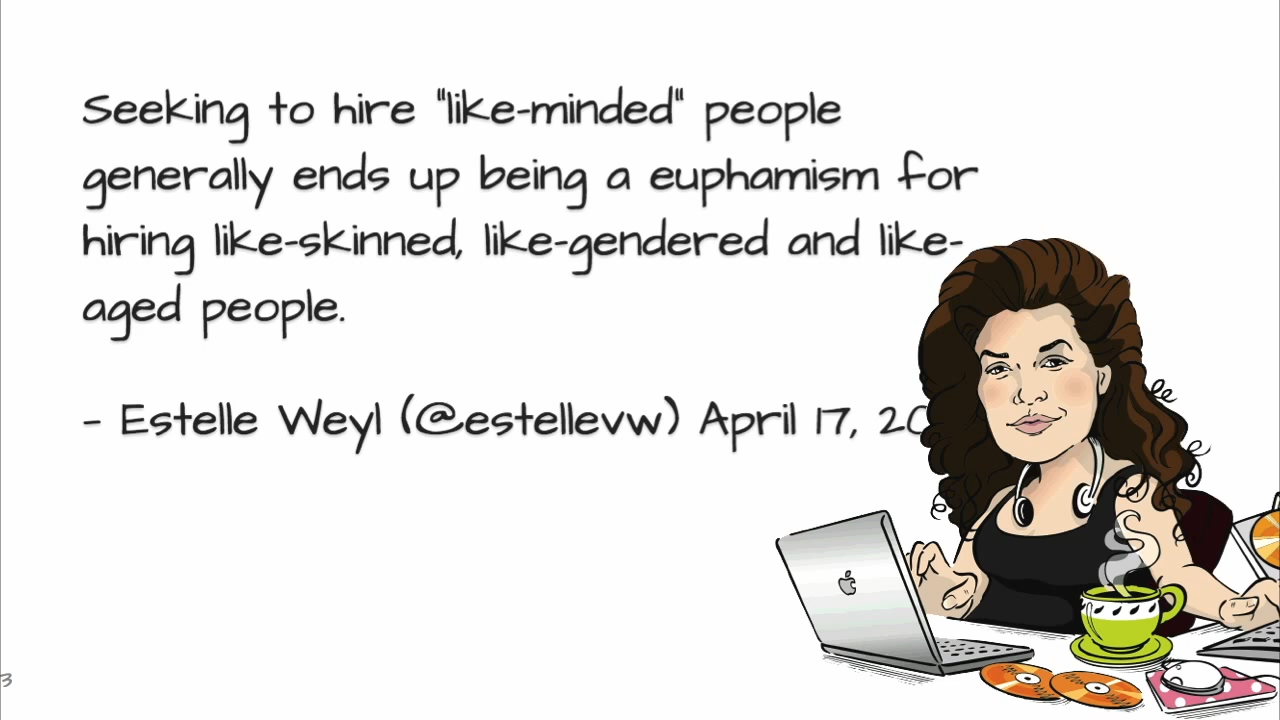 Seeking to hire "like-minded" people
generally ends up being a euphamism for
hiring like-skinned, like-gendered and like-
aged people.
- Estelle Weyl (@estellevw) April 17,
3